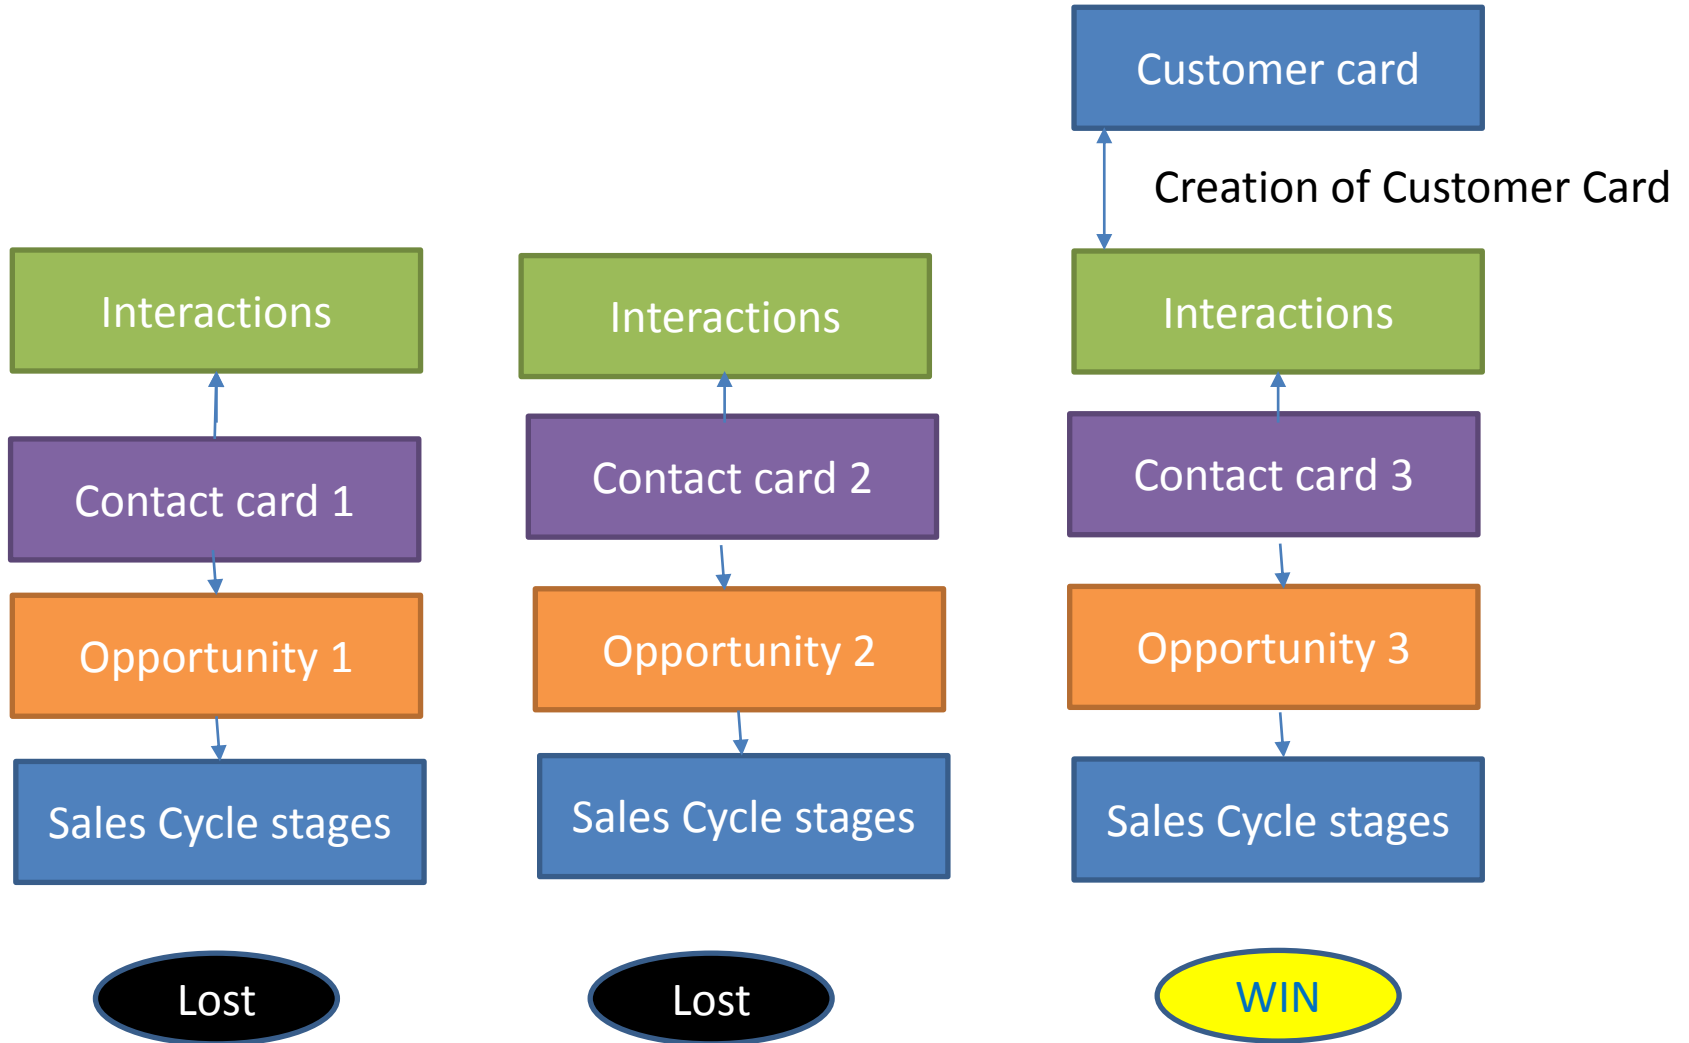 Customer card
Creation of Customer Card
Interactions
Interactions
Interactions
Contact card 1
Contact card 2
Contact card 3
Opportunity 1
Opportunity 2
Opportunity 3
Sales Cycle stages
Sales Cycle stages
Sales Cycle stages
Lost
Lost
WIN